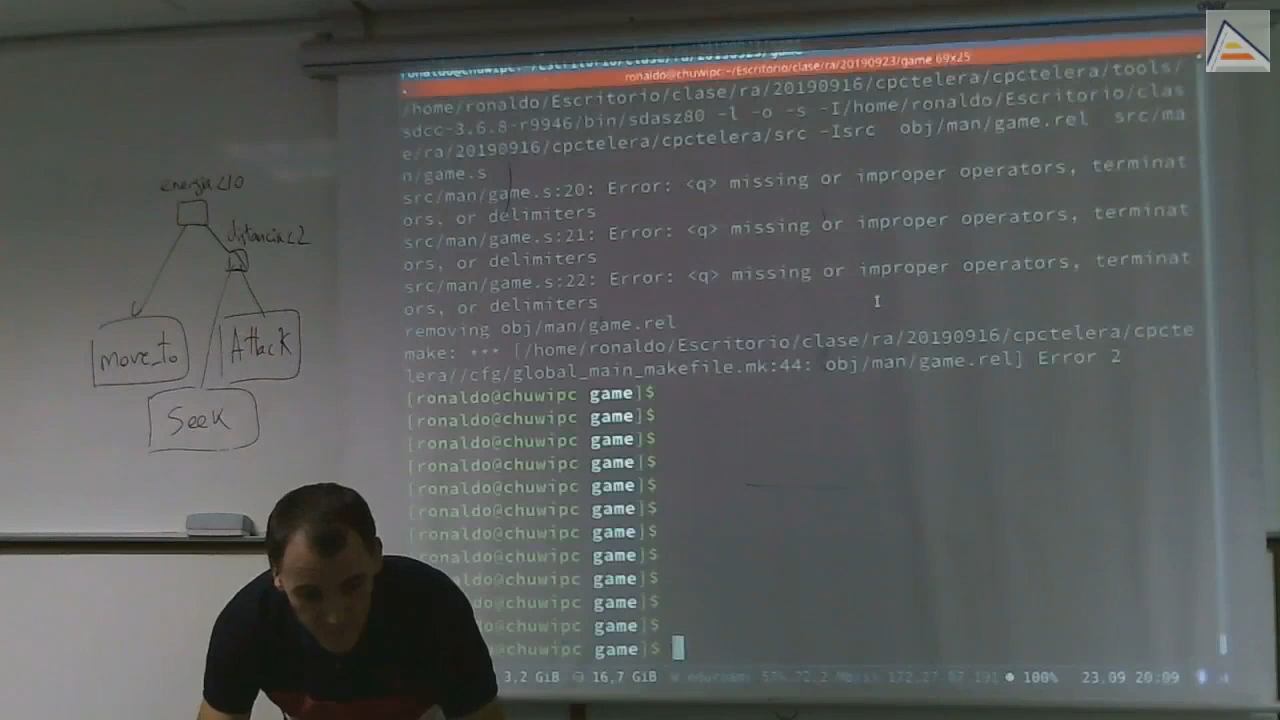 energia<10
distancia<2
move_to
Attack
Seek
ronaldo@chuwipc ~/Escritorio/clase/ra/20190923/game 69x25
/home/ronaldo/Escritorio/clase/ra/20190916/cpctelera/cpctelera/tools/
sdcc-3.6.8-r9946/bin/sdasz80 -l -o -s -I/home/ronaldo/Escritorio/clas
e/ra/20190916/cpctelera/cpctelera/src -Isrc obj/man/game.rel src/ma
n/game.s
src/man/game.s:20: Error: <q> missing or improper operators, terminat
ors, or delimiters
src/man/game.s:21: Error: <q> missing or improper operators, terminat
ors, or delimiters
src/man/game.s:22: Error: <q> missing or improper operators, terminat
ors, or delimiters
removing obj/man/game.rel
make: *** [/home/ronaldo/Escritorio/clase/ra/20190916/cpctelera/cpcte
lera//cfg/global_main_makefile.mk:44: obj/man/game.rel] Error 2
[ronaldo@chuwipc game]$
[ronaldo@chuwipc game]$
[ronaldo@chuwipc game]$
[ronaldo@chuwipc game]$
[ronaldo@chuwipc game]$
[ronaldo@chuwipc game]$
[ronaldo@chuwipc game]$
ronaldo@chuwipc game]$
aldo@chuwipc game]$
do@chuwipc game]$
do@chuwipc game]$
@chuwipc game]$
3,2 GiB 16,7 GiB 100% 23.09 20:09